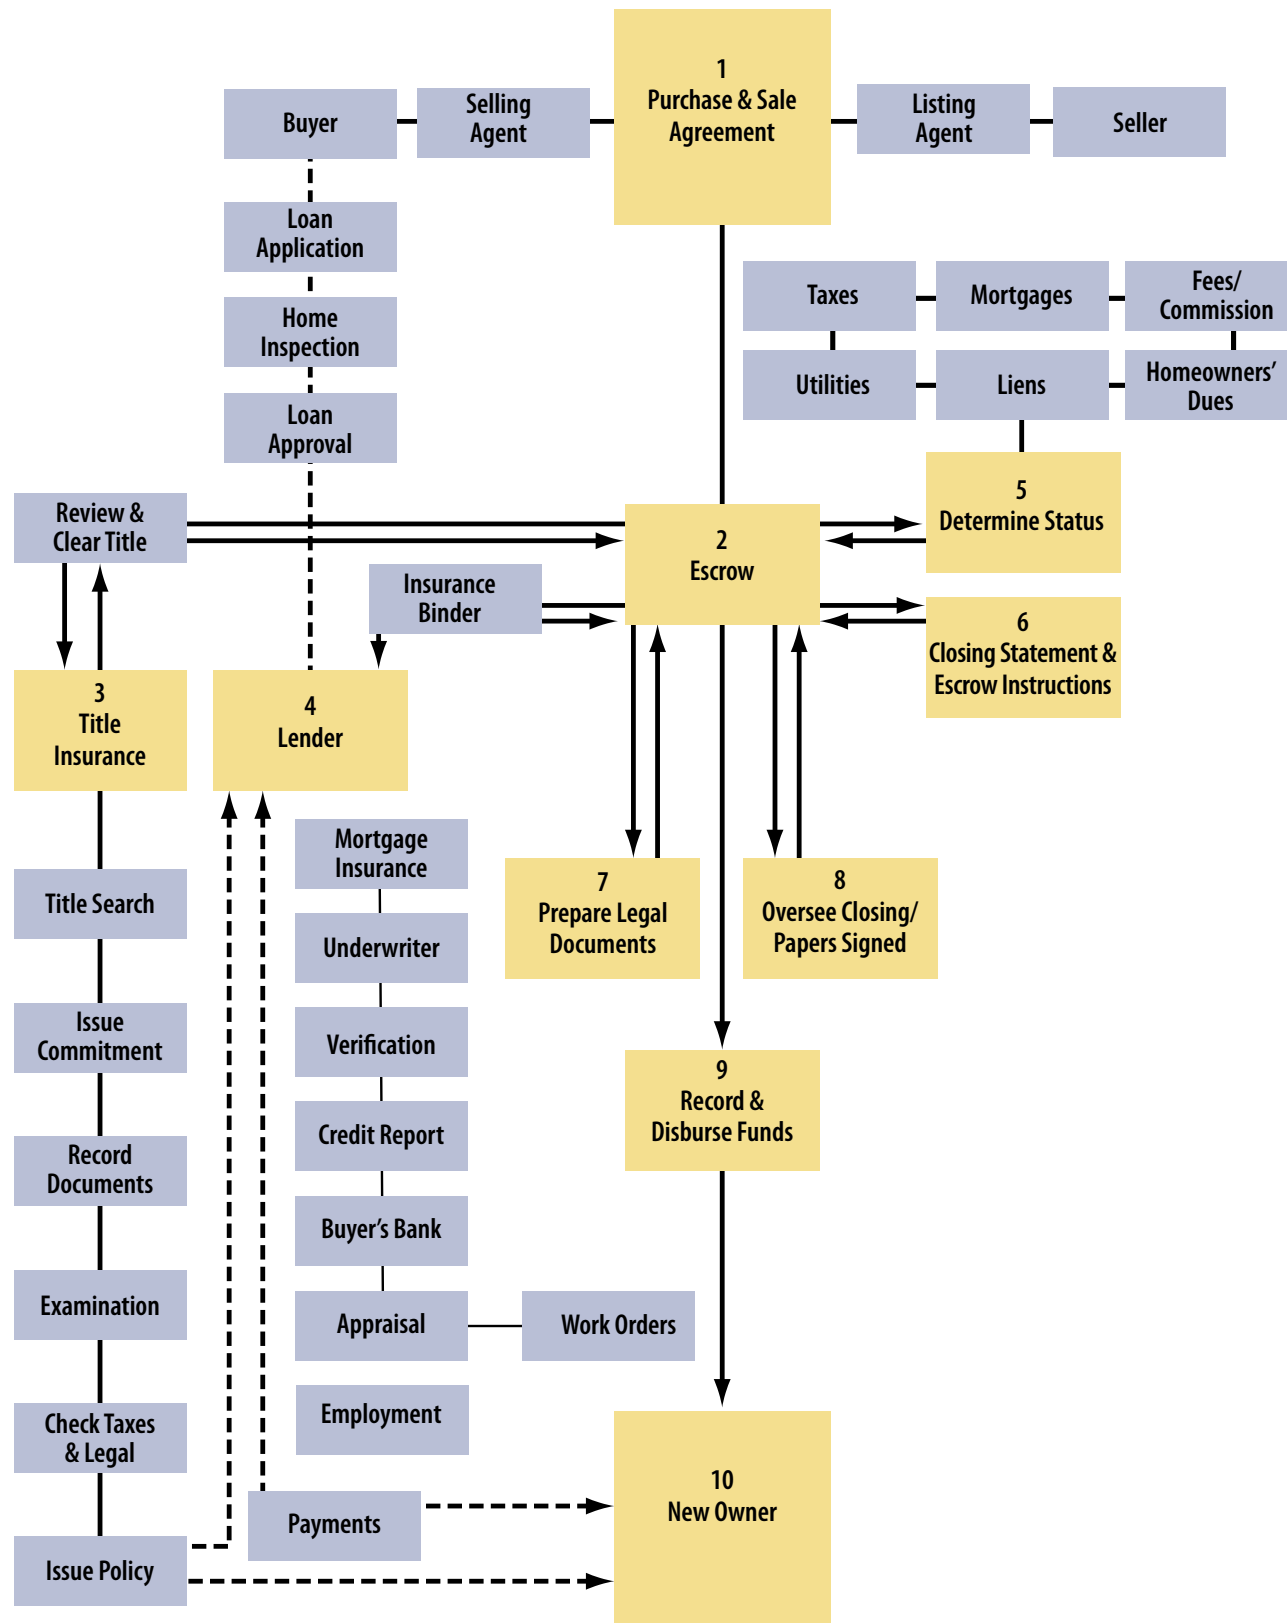 1
Purchase & Sale
Agreement
Buyer
Selling
Agent
Listing
Agent
Seller
Loan
Application
Home
Inspection
Loan
Approval
Taxes
Mortgages
Fees/
Commission
Utilities
Liens
Homeowners’
Dues
Review &
Clear Title
2
Escrow
5
Determine Status
Insurance
Binder
6
Closing Statement &
Escrow Instructions
3
Title
Insurance
4
Lender
Mortgage
Insurance
7
Prepare Legal
Documents
8
Oversee Closing/
Papers Signed
Title Search
Underwriter
Issue
Commitment
Verification
9
Record &
Disburse Funds
Record
Documents
Credit Report
Buyer’s Bank
Examination
Appraisal
Work Orders
Check Taxes
& Legal
Employment
10
New Owner
Payments
Issue Policy